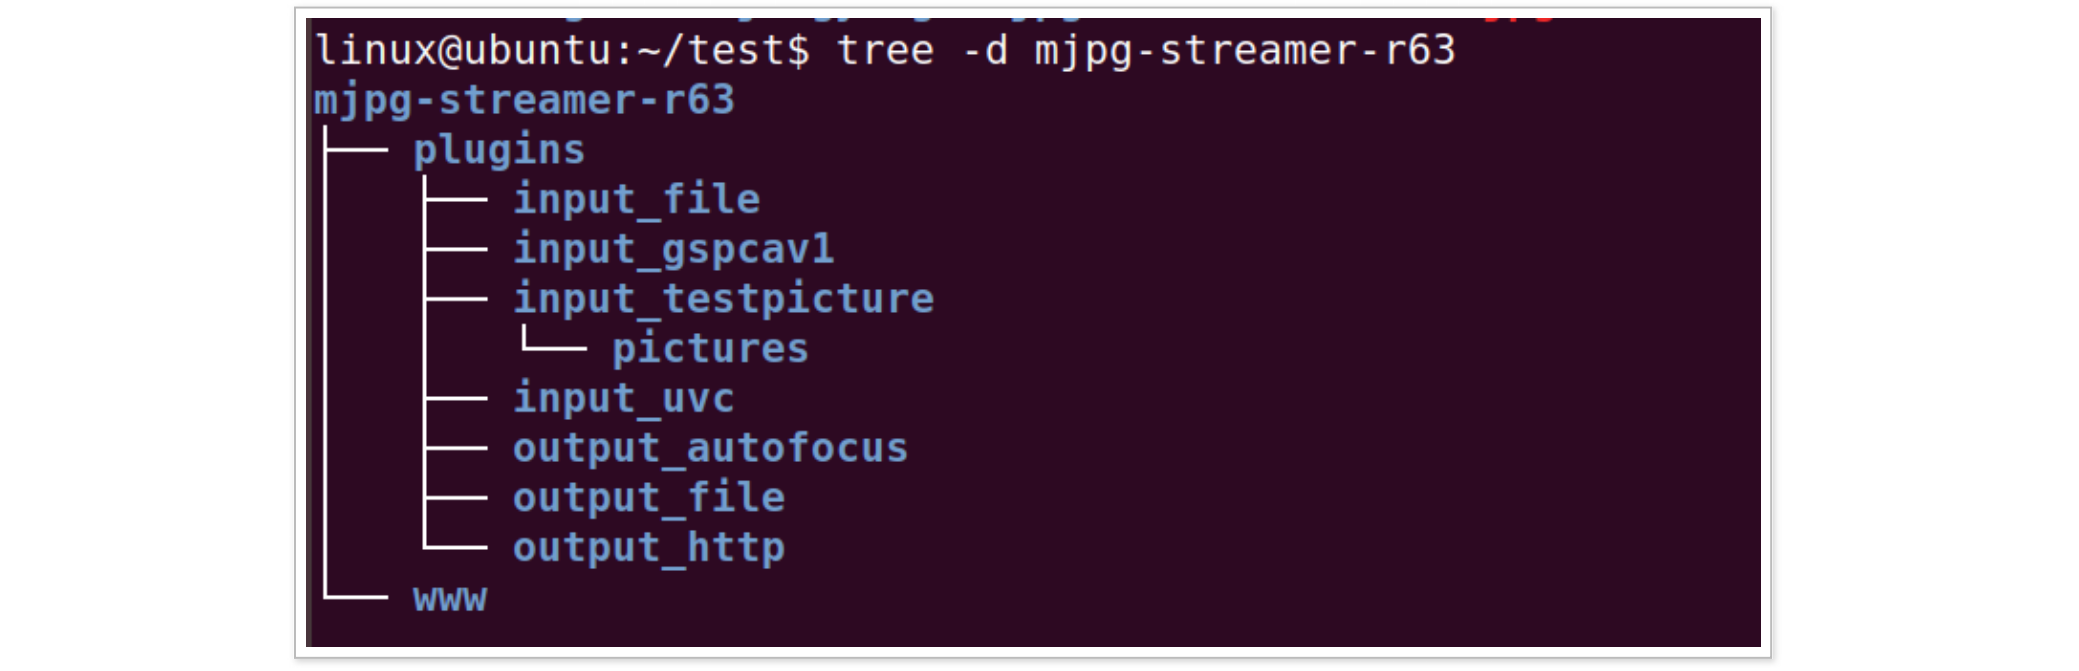 linux@ubuntu:~/test$ tree -d mjpg-streamer-r63
mjpg-streamer-r63
├── plugins
│   ├── input_file
│   ├── input_gspcav1
│   ├── input_testpicture
│   │   └── pictures
│   ├── input_uvc
│   ├── output_autofocus
│   ├── output_file
│   └── output_http
└── www